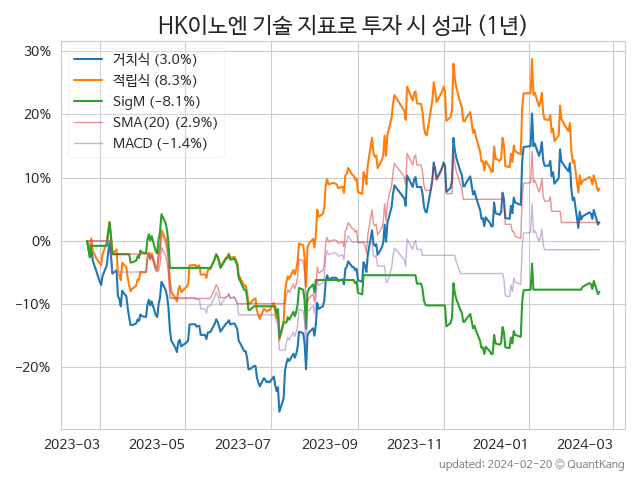 HK이노엔 기술 지표로 투자 시 성과 (1년)
거치식 (3.0%)
적립식 (8.3%)
SigM (−8.1%)
SMA(20) (2.9%)
MACD (−1.4%)
30%
20%
10%
0%
−10%
−20%
2023-03 2023-05 2023-07 2023-09 2023-11 2024-01 2024-03
updated: 2024-02-20 © QuantKang